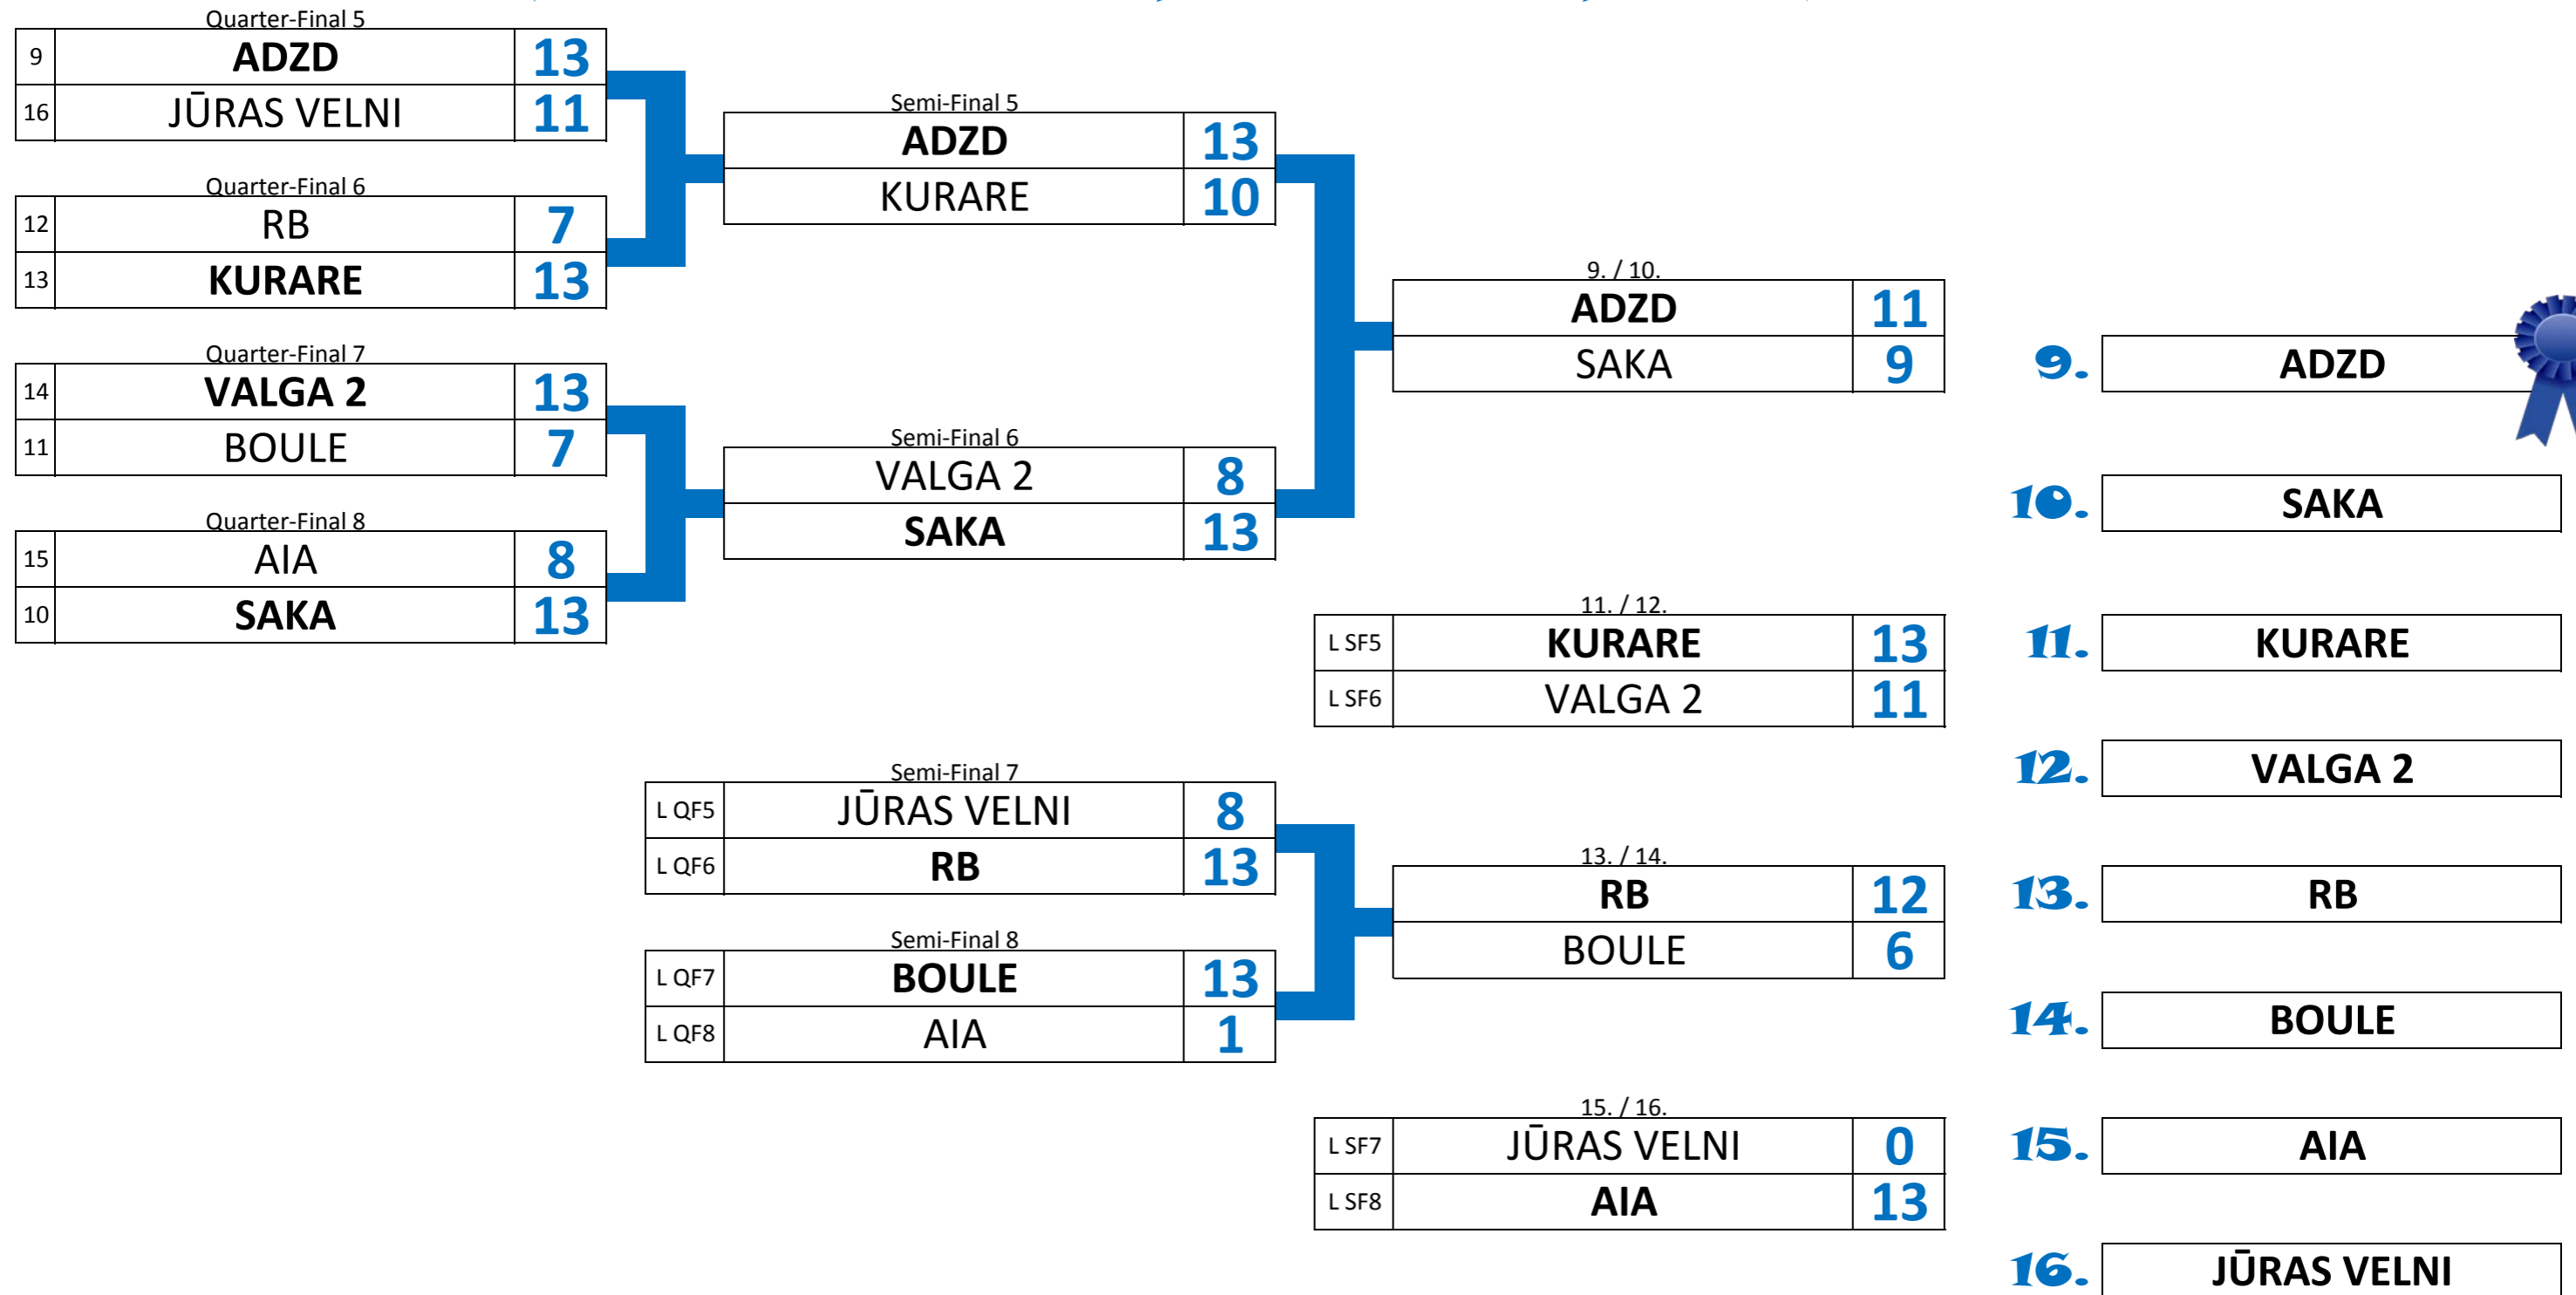 Quarter-Final 5
9 ADZD 13
16 JŪRAS VELNI 11
Quarter-Final 6
12 RB 7
13 KURARE 13
Quarter-Final 7
14 VALGA 2 13
11 BOULE 7
Quarter-Final 8
15 AIA 8
10 SAKA 13
Semi-Final 5
ADZD 13
KURARE 10
Semi-Final 6
VALGA 2 8
SAKA 13
9. / 10.
ADZD 11
SAKA 9
11. / 12.
L SF5 KURARE 13
L SF6 VALGA 2 11
Semi-Final 7
L QF5 JŪRAS VELNI 8
L QF6 RB 13
Semi-Final 8
L QF7 BOULE 13
L QF8 AIA 1
13. / 14.
RB 12
BOULE 6
15. / 16.
L SF7 JŪRAS VELNI 0
L SF8 AIA 13
9. ADZD
10. SAKA
11. KURARE
12. VALGA 2
13. RB
14. BOULE
15. AIA
16. JŪRAS VELNI